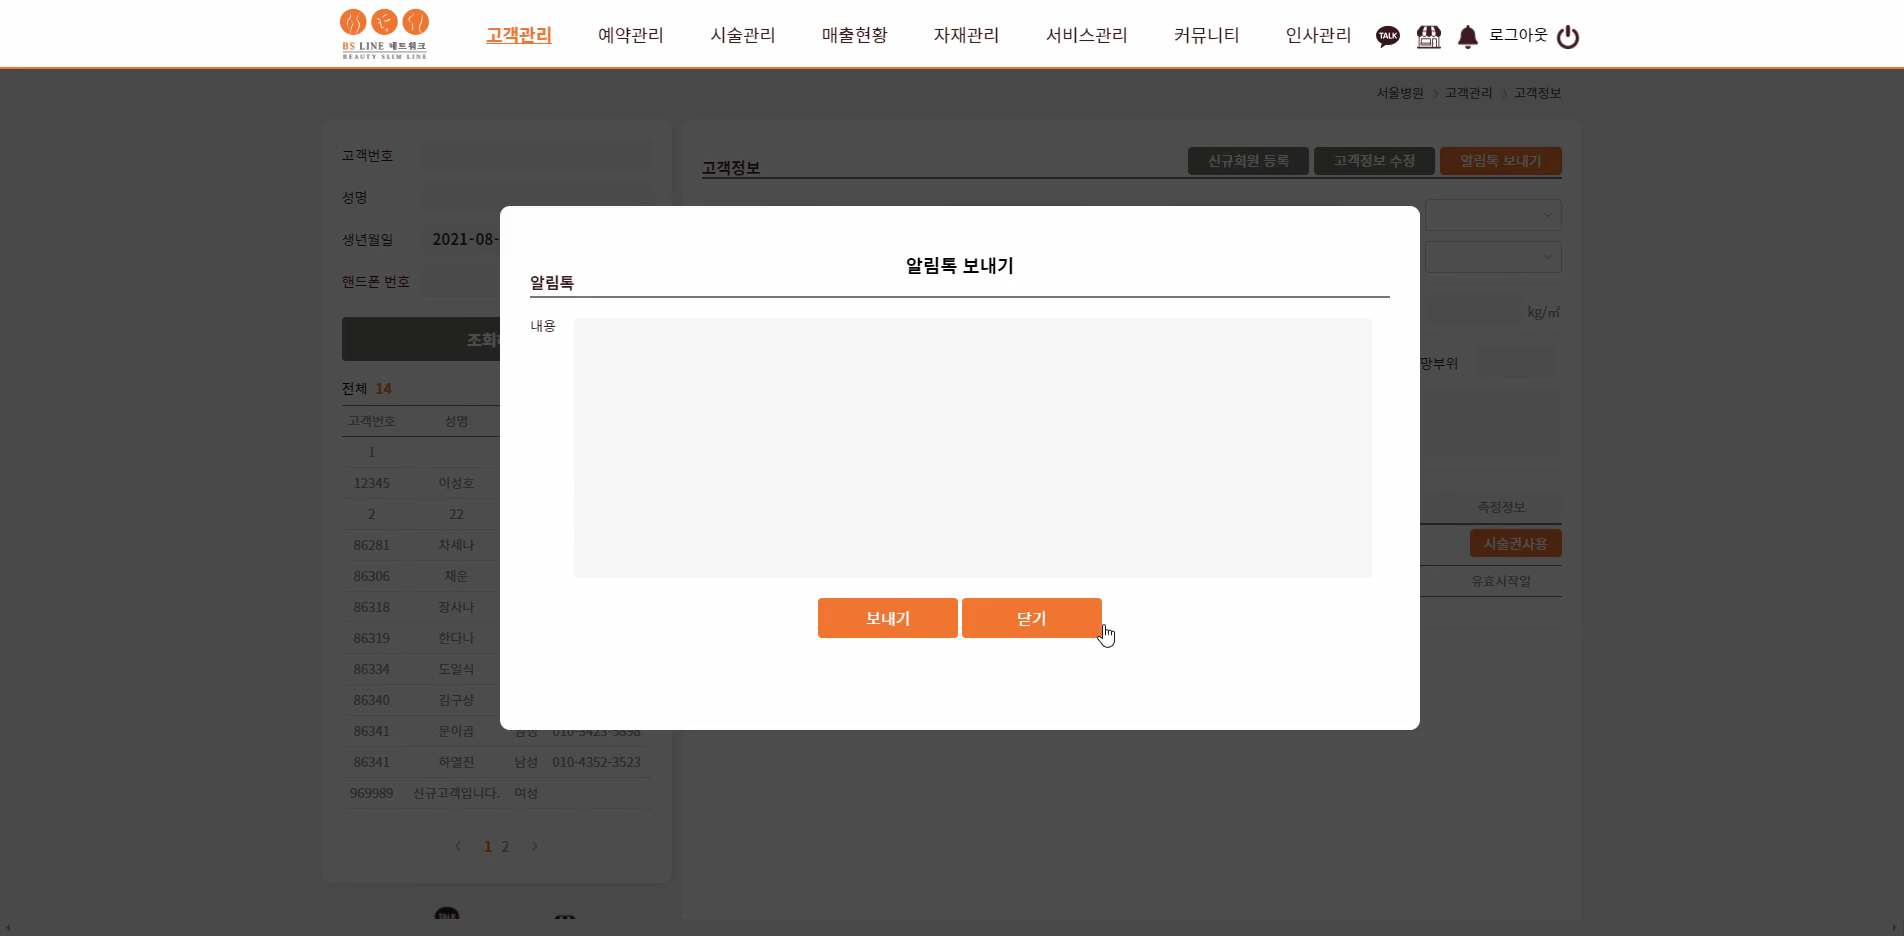 BS LINE 네트워크
BEAUTY SLIM LINE
고객관리 예약관리 시술관리 매출현황 자재관리 서비스관리 커뮤니티 인사관리 TALK 로그아웃
서울병원 > 고객관리 > 고객정보
고객번호
성명
생년월일 2021-08-
핸드폰 번호
전체 14
고객번호 성명
1
12345 이성호
2 22
86281 차세나
86306 채운
86318 장사나
86319 한다나
86334 도일식
86340 김구상
86341 문이곱 남성 010-3423-5898
86341 하열진 남성 010-4352-3523
969989 신규고객입니다. 여성
< 1 2 >
TALK
고객정보 신규회원 등록 고객정보 수정 알림톡 보내기
kg/㎡
망부위
측정정보
시술권사용
유효시작일
알림톡 보내기
알림톡
내용
보내기 닫기